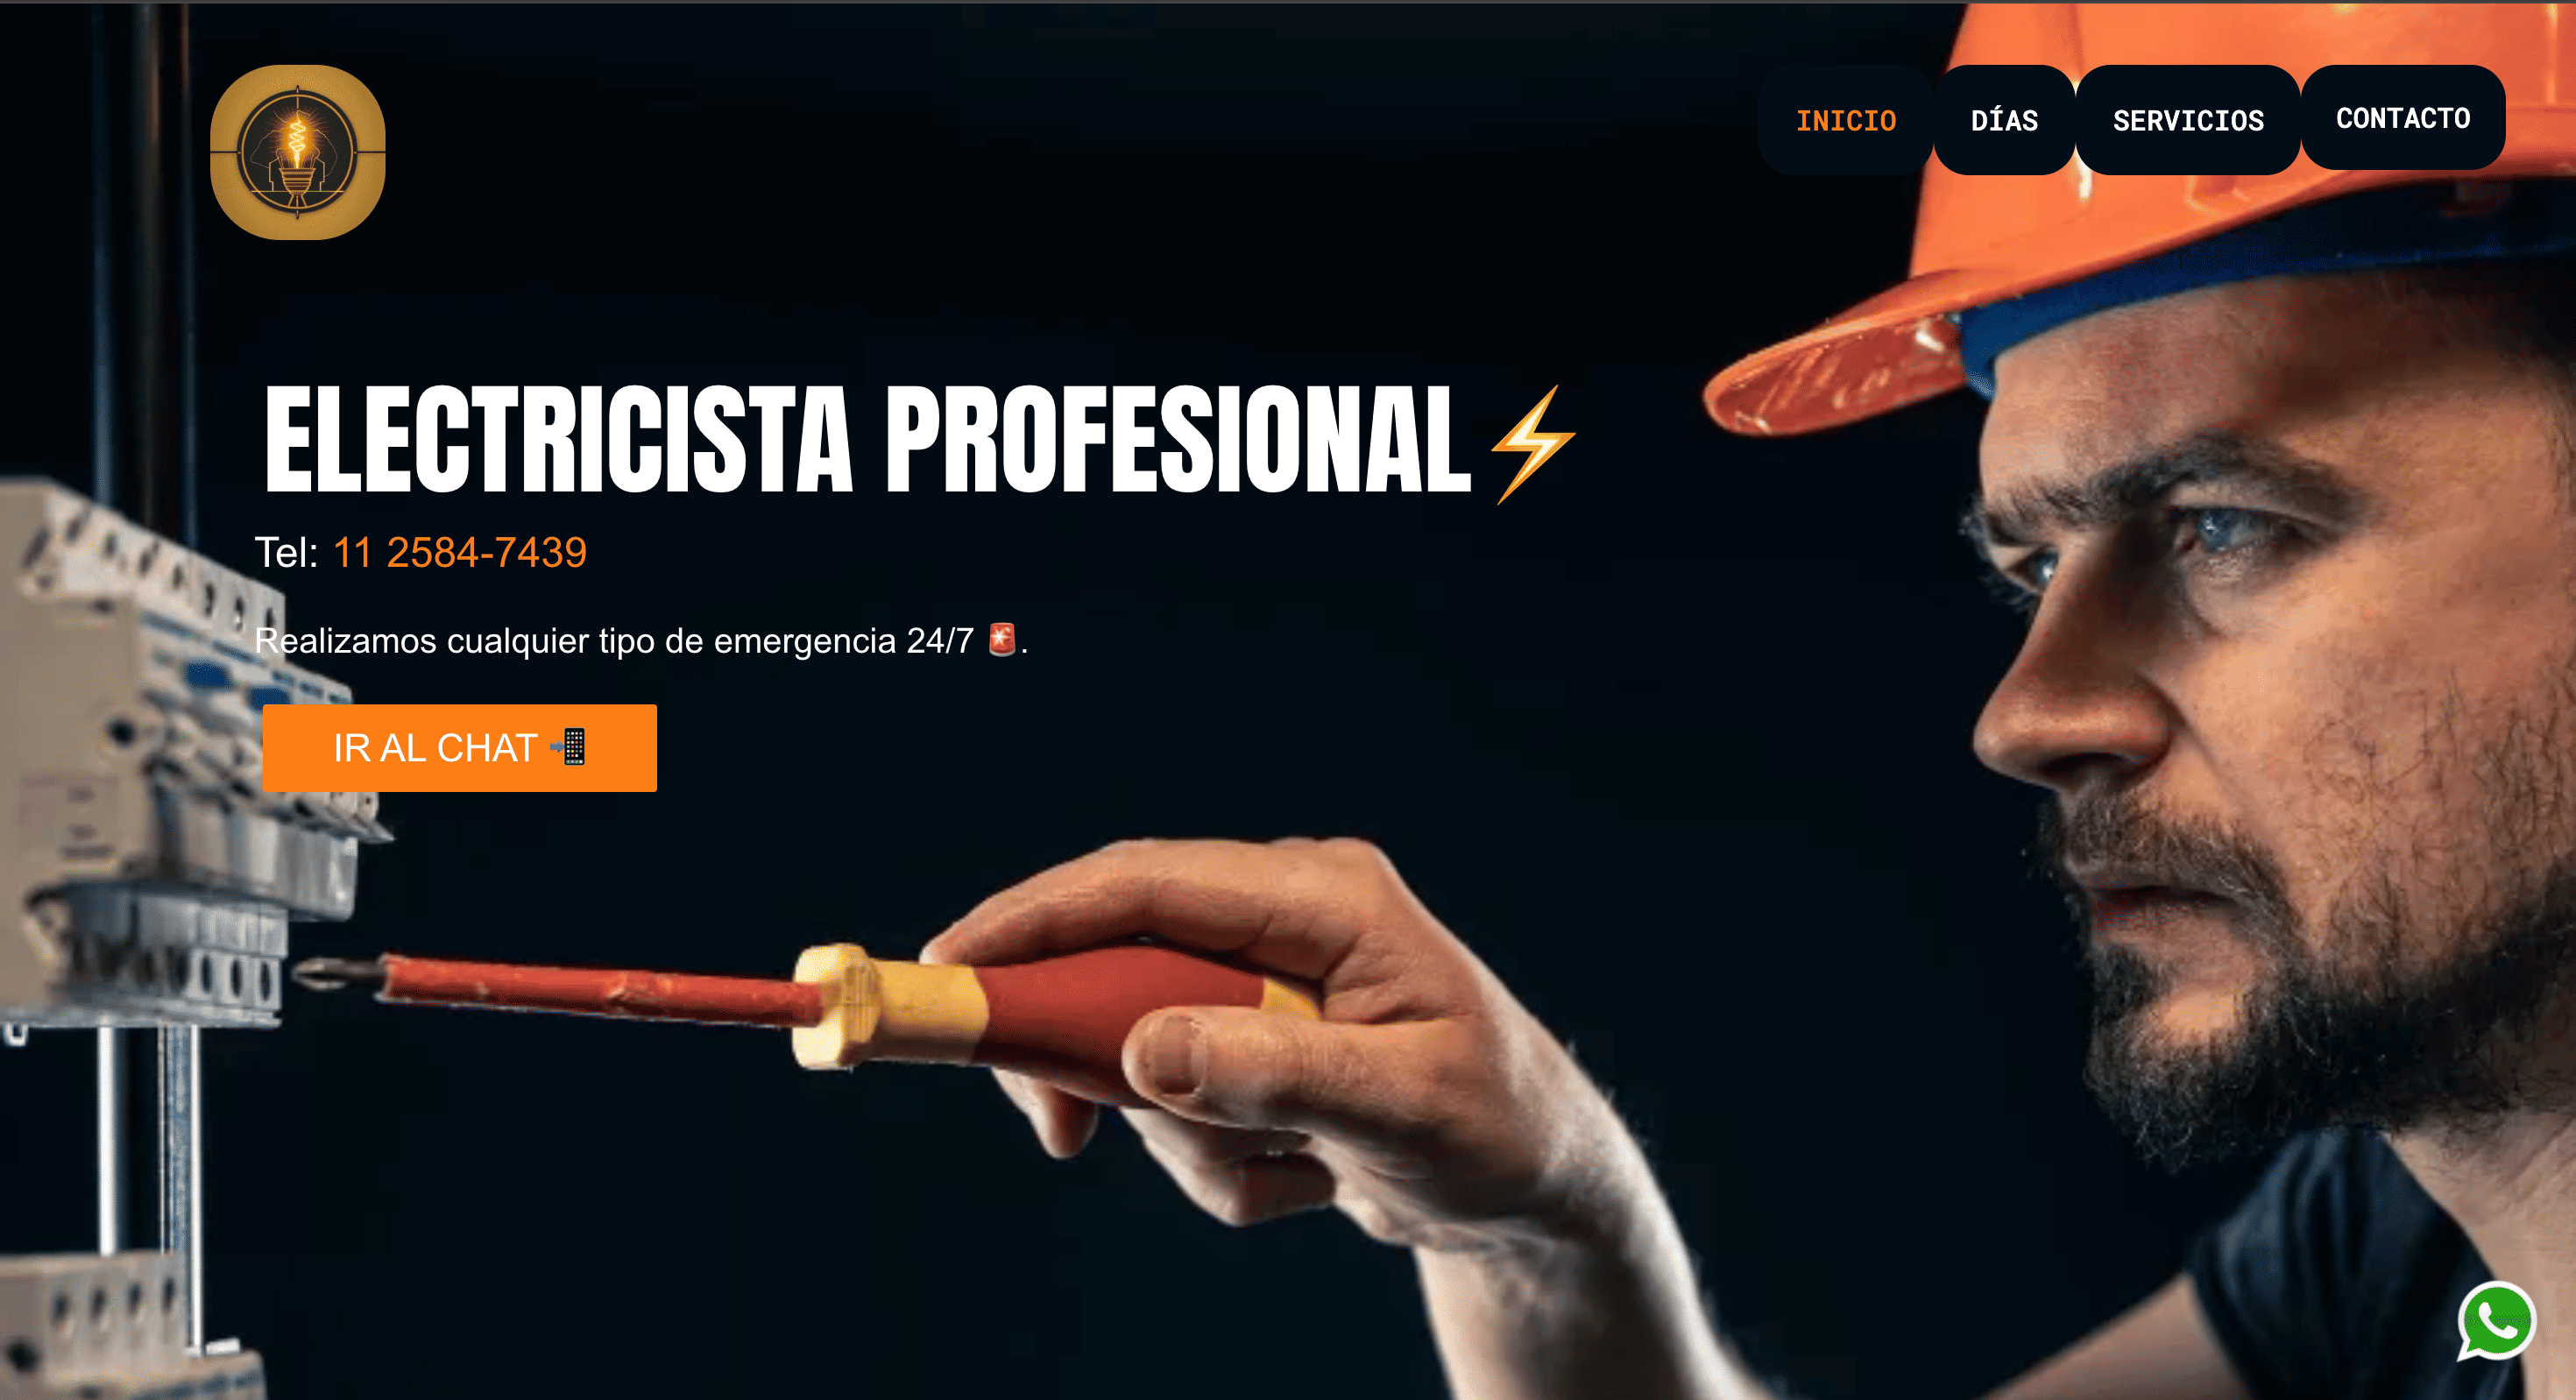 INICIO DÍAS SERVICIOS CONTACTO
ELECTRICISTA PROFESIONAL⚡
Tel: 11 2584-7439
Realizamos cualquier tipo de emergencia 24/7 🚨.
IR AL CHAT 📲